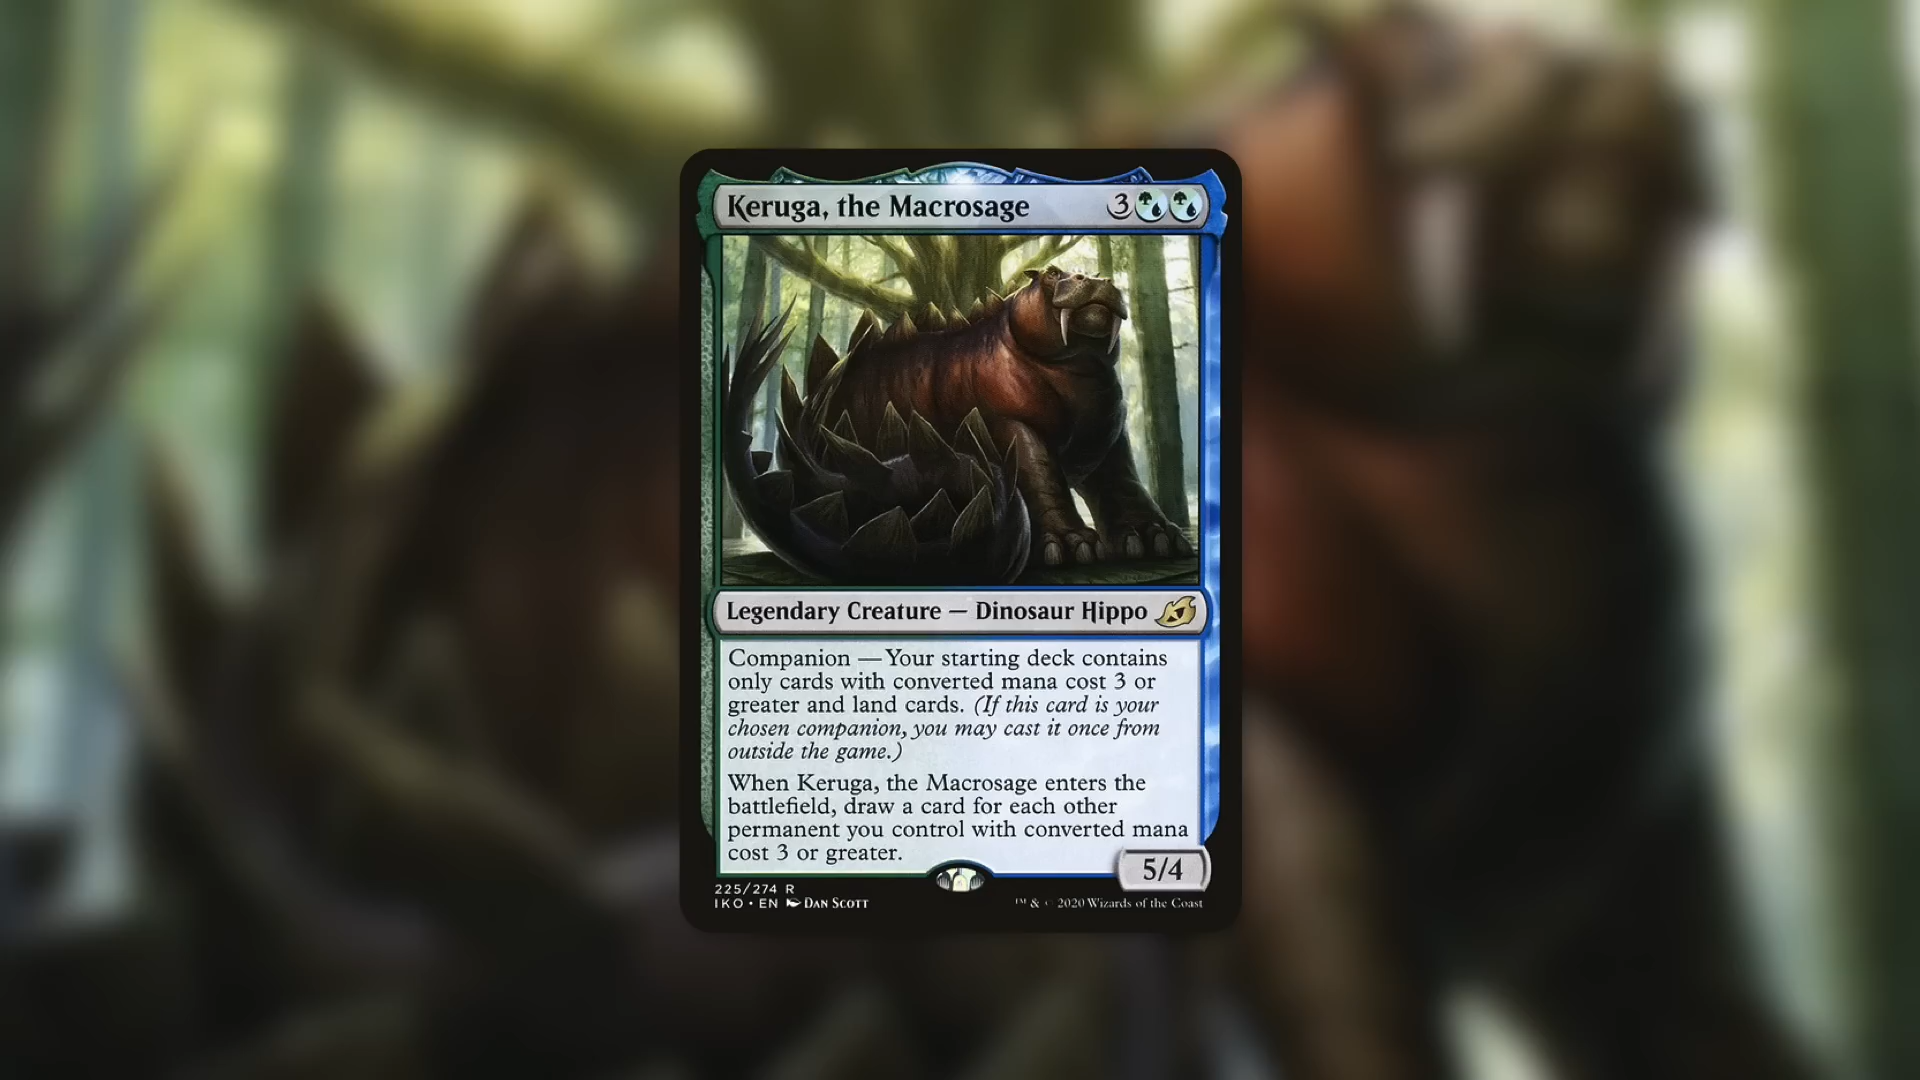 Keruga, the Macrosage 3
Legendary Creature — Dinosaur Hippo
Companion — Your starting deck contains
only cards with converted mana cost 3 or
greater and land cards. (If this card is your
chosen companion, you may cast it once from
outside the game.)
When Keruga, the Macrosage enters the
battlefield, draw a card for each other
permanent you control with converted mana
cost 3 or greater.
5/4
225/274 R
IKO • EN Dan Scott
™ & © 2020 Wizards of the Coast